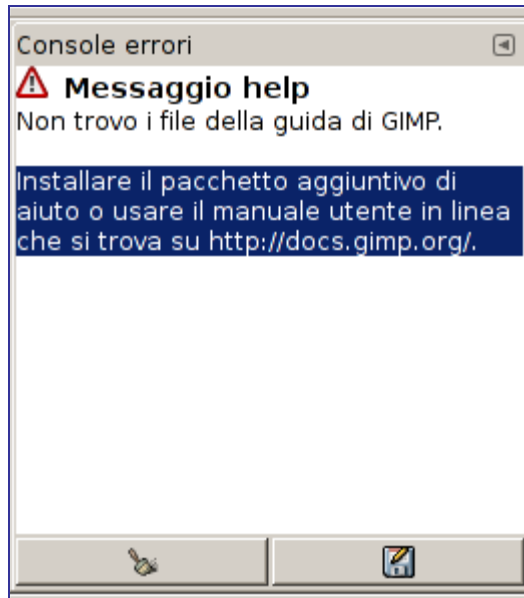 Console errori
Messaggio help
Non trovo i file della guida di GIMP.
Installare il pacchetto aggiuntivo di
aiuto o usare il manuale utente in linea
che si trova su http://docs.gimp.org/.